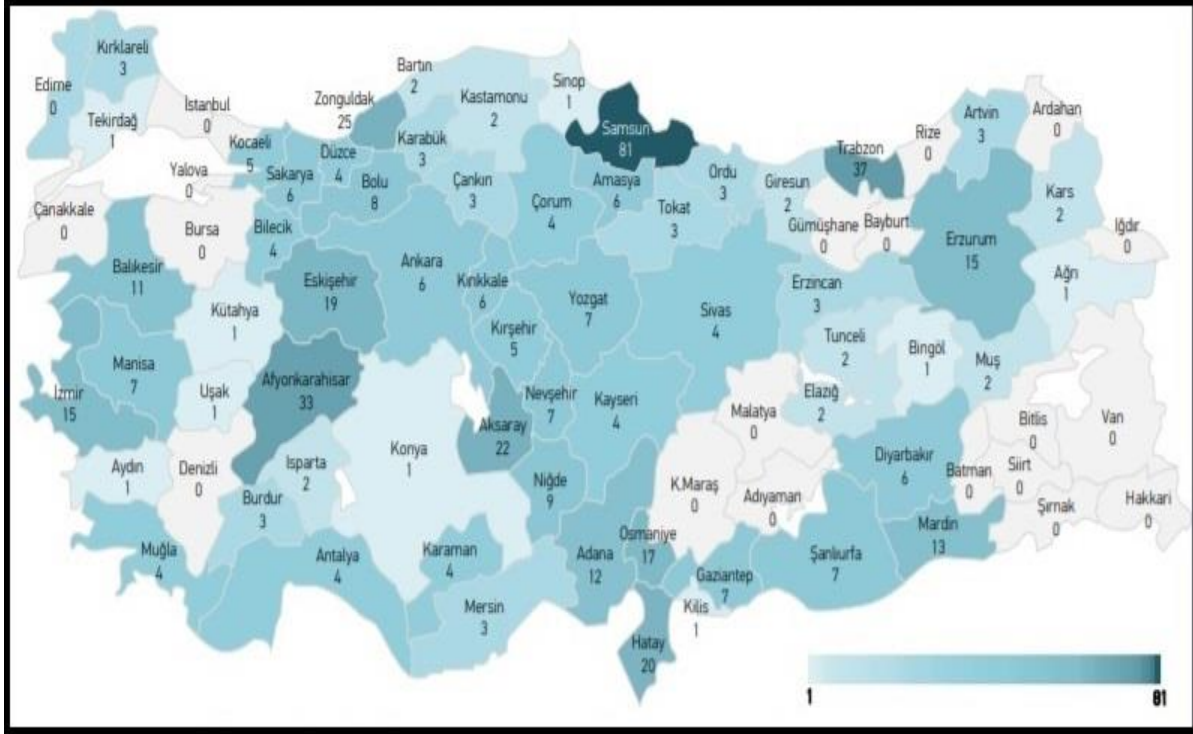 Kırklareli
3
Edirne
0
Tekirdağ
1
İstanbul
0
Kocaeli
5
Yalova
0
Sakarya
6
Düzce
4
Zonguldak
25
Bartın
2
Karabük
3
Kastamonu
2
Sinop
1
Samsun
81
Bolu
8
Çankırı
3
Çorum
4
Amasya
6
Ordu
3
Tokat
3
Giresun
2
Trabzon
37
Gümüşhane
0
Bayburt
0
Rize
0
Artvin
3
Ardahan
0
Kars
2
Iğdır
0
Erzurum
15
Ağrı
1
Çanakkale
0
Bursa
0
Bilecik
4
Balıkesir
11
Eskişehir
19
Ankara
6
Kırıkkale
6
Yozgat
7
Sivas
4
Erzincan
3
Tunceli
2
Bingöl
1
Muş
2
Kütahya
1
Kırşehir
5
Manisa
7
İzmir
15
Uşak
1
Afyonkarahisar
33
Nevşehir
7
Kayseri
4
Aksaray
22
Malatya
0
Elazığ
2
Bitlis
0
Van
0
Konya
1
Niğde
9
Aydın
1
Denizli
0
Isparta
2
Burdur
3
K.Maraş
0
Adıyaman
0
Diyarbakır
6
Batman
0
Siirt
0
Şırnak
0
Hakkari
0
Mardin
13
Muğla
4
Antalya
4
Karaman
4
Mersin
3
Adana
12
Osmaniye
17
Gaziantep
7
Kilis
1
Şanlıurfa
7
Hatay
20
1
81